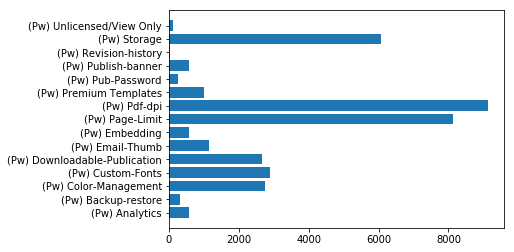 (Pw) Unlicensed/View Only
(Pw) Storage
(Pw) Revision-history
(Pw) Publish-banner
(Pw) Pub-Password
(Pw) Premium Templates
(Pw) Pdf-dpi
(Pw) Page-Limit
(Pw) Embedding
(Pw) Email-Thumb
(Pw) Downloadable-Publication
(Pw) Custom-Fonts
(Pw) Color-Management
(Pw) Backup-restore
(Pw) Analytics
0 2000 4000 6000 8000